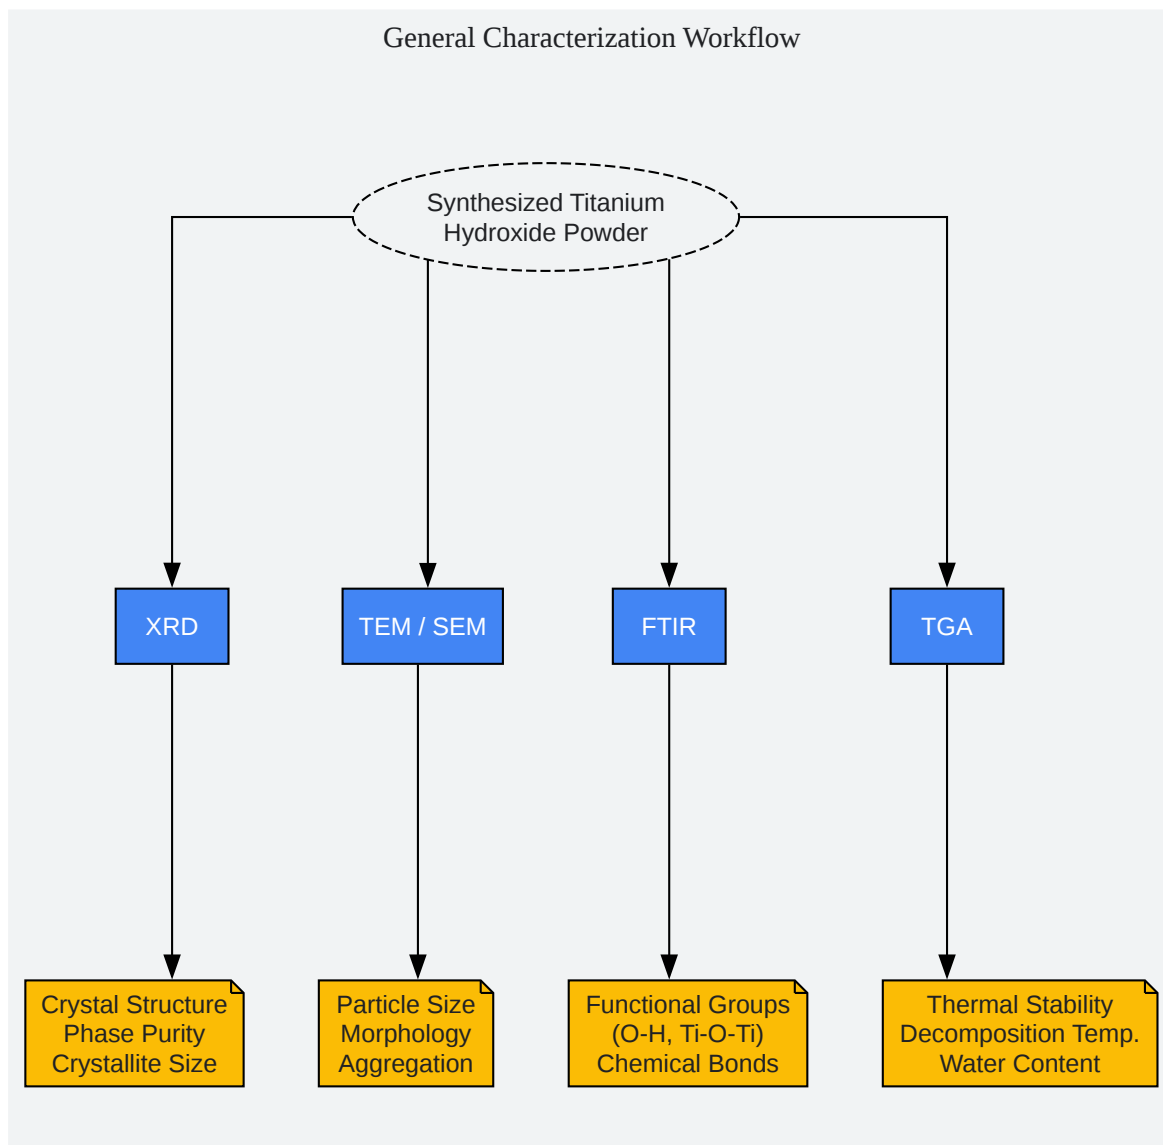 General Characterization Workflow
Synthesized Titanium
Hydroxide Powder
XRD
TEM / SEM
FTIR
TGA
Crystal Structure
Phase Purity
Crystallite Size
Particle Size
Morphology
Aggregation
Functional Groups
(O-H, Ti-O-Ti)
Chemical Bonds
Thermal Stability
Decomposition Temp.
Water Content